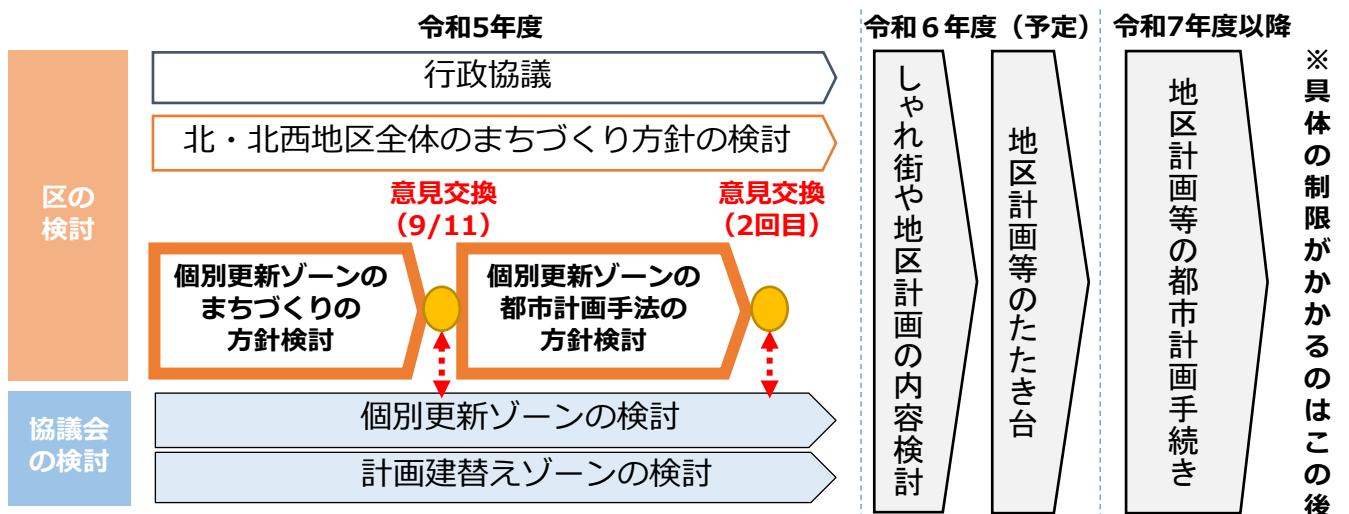 令和5年度
令和６年度（予定）
令和7年度以降
区の
検討
行政協議
北・北西地区全体のまちづくり方針の検討
意見交換
（9/11）
意見交換
（2回目）
個別更新ゾーンの
まちづくりの
方針検討
個別更新ゾーンの
都市計画手法の
方針検討
協議会
の検討
個別更新ゾーンの検討
計画建替えゾーンの検討
しゃれ街や地区計画の内容検討
地区計画等のたたき台
地区計画等の都市計画手続き
※具体の制限がかかるのはこの後